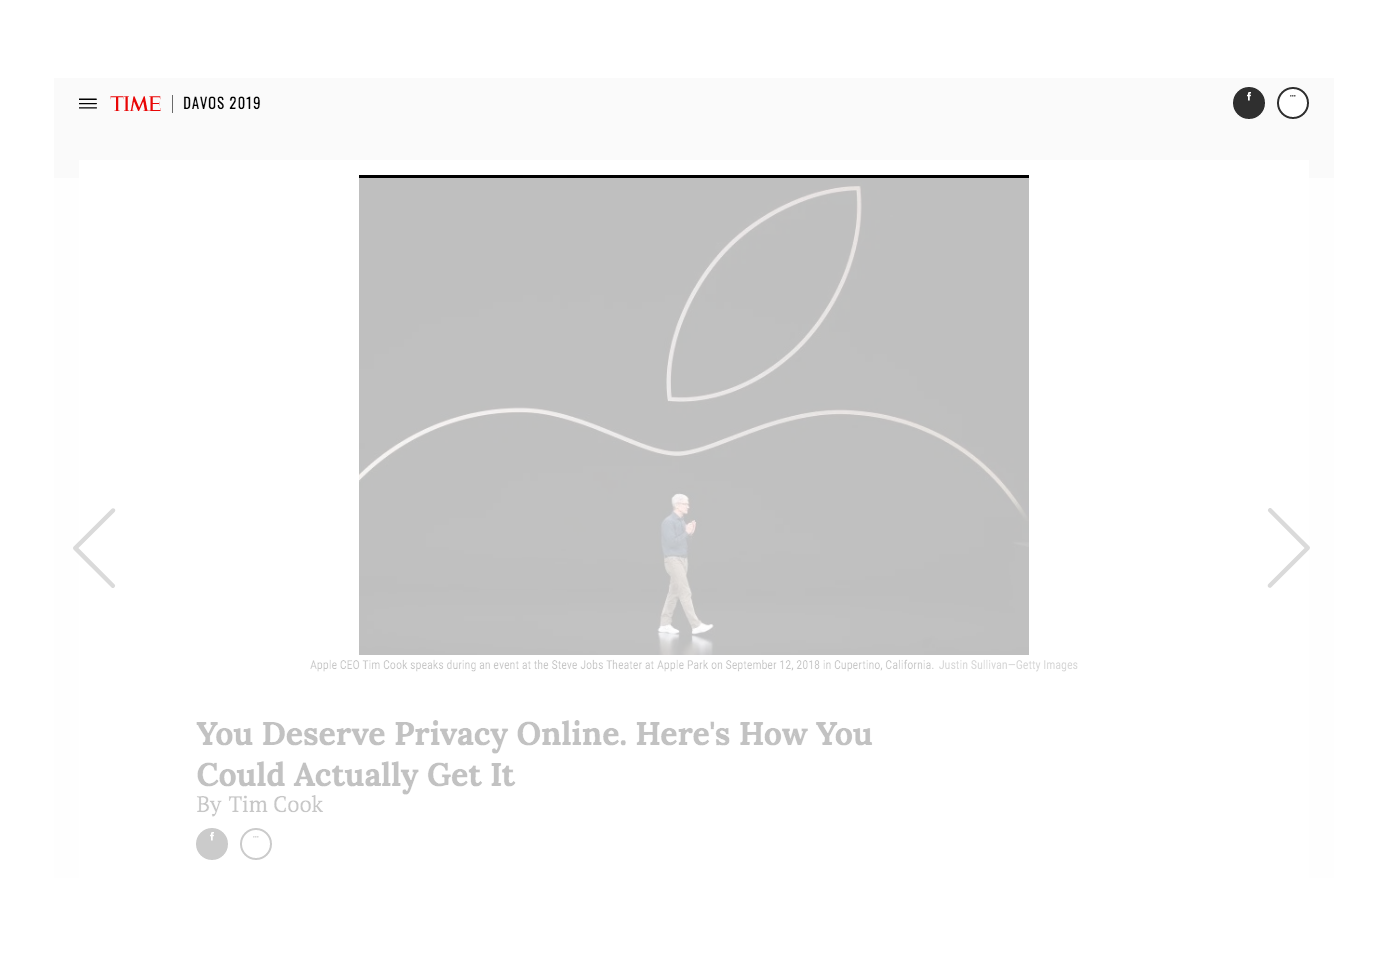 TIME | DAVOS 2019
f
Apple CEO Tim Cook speaks during an event at the Steve Jobs Theater at Apple Park on September 12, 2018 in Cupertino, California. Justin Sullivan—Getty Images
You Deserve Privacy Online. Here's How You
Could Actually Get It
By Tim Cook
f